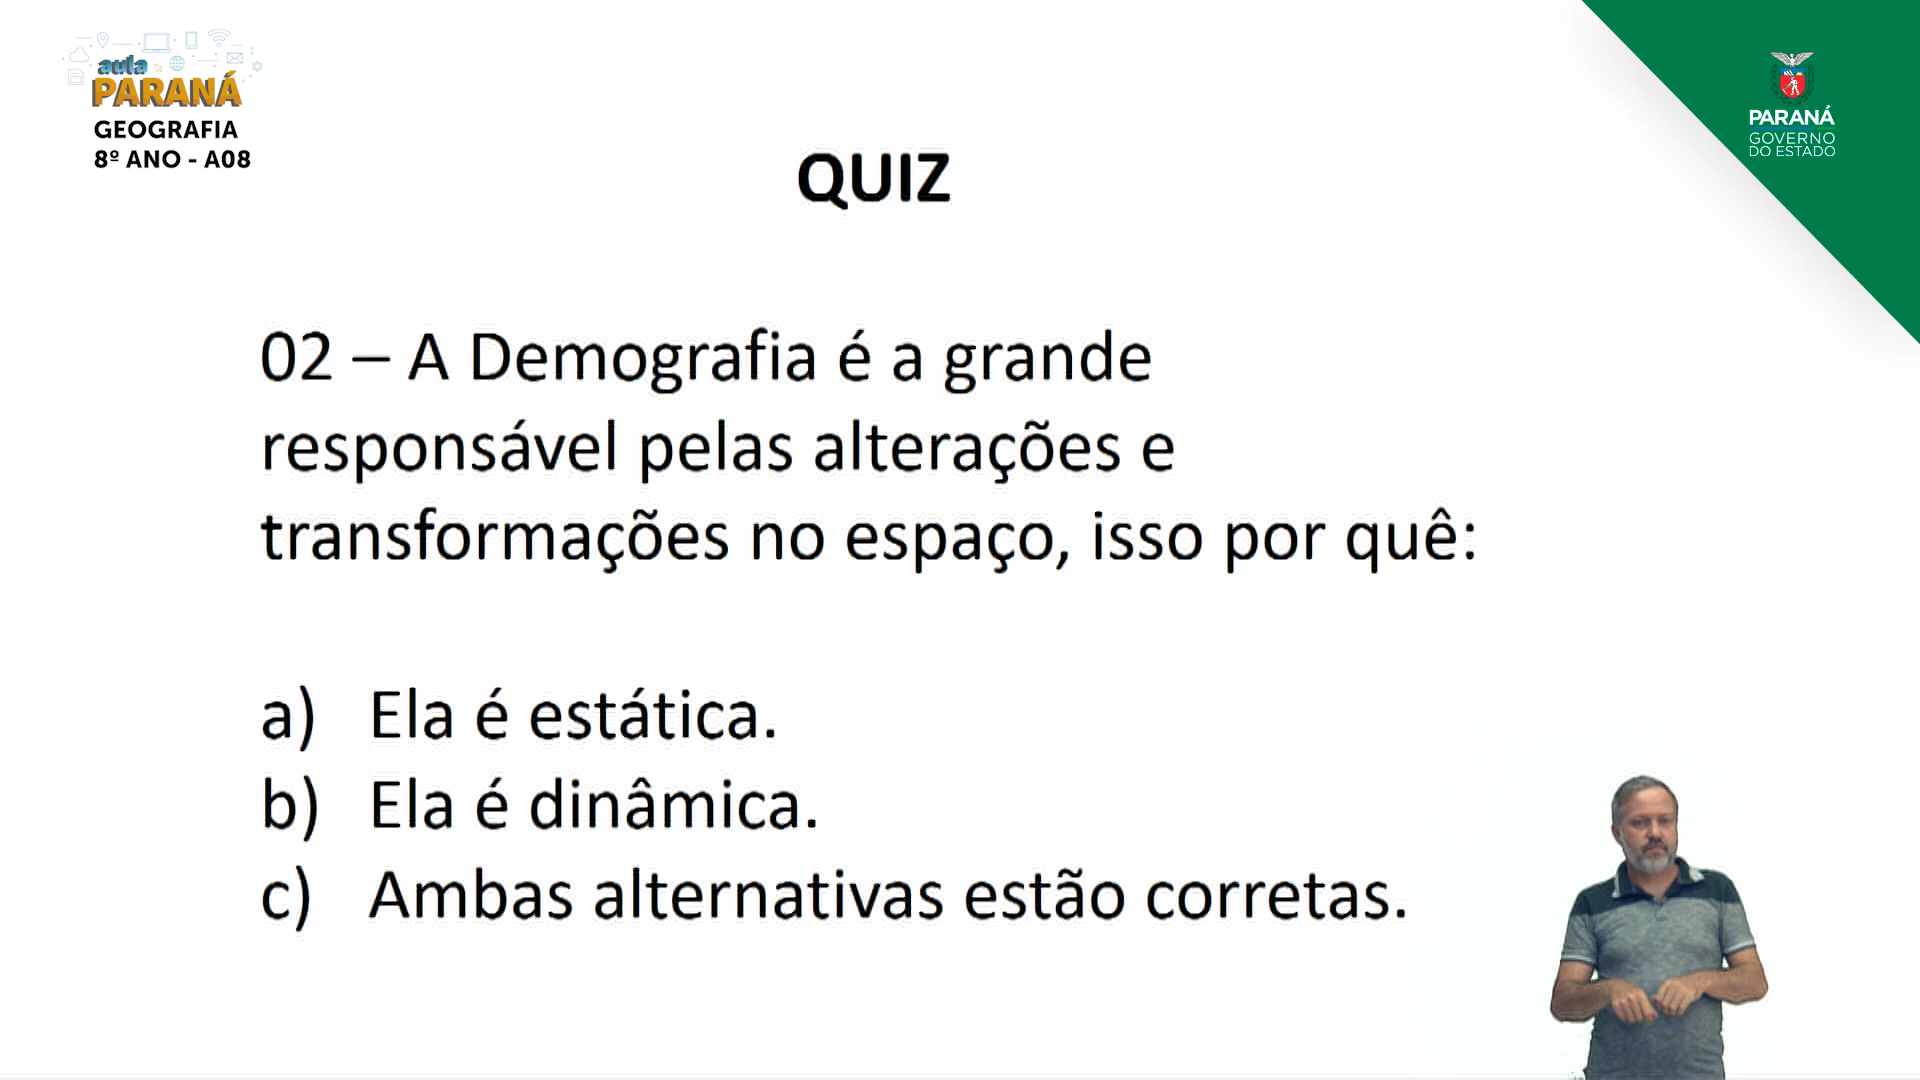 aula
PARANÁ
GEOGRAFIA
8º ANO - A08
PARANÁ
GOVERNO
DO ESTADO
QUIZ
02 – A Demografia é a grande
responsável pelas alterações e
transformações no espaço, isso por quê:
a) Ela é estática.
b) Ela é dinâmica.
c) Ambas alternativas estão corretas.